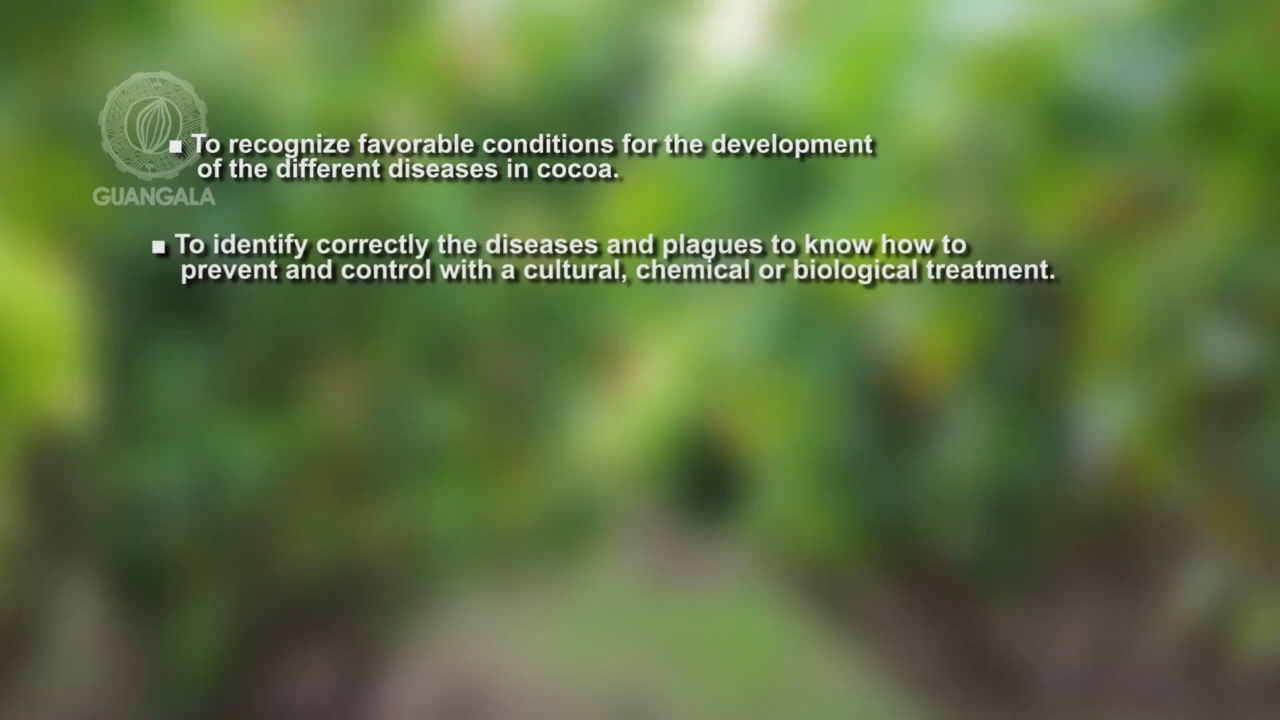 ■ To recognize favorable conditions for the development
of the different diseases in cocoa.
GUANGALA
■ To identify correctly the diseases and plagues to know how to
prevent and control with a cultural, chemical or biological treatment.